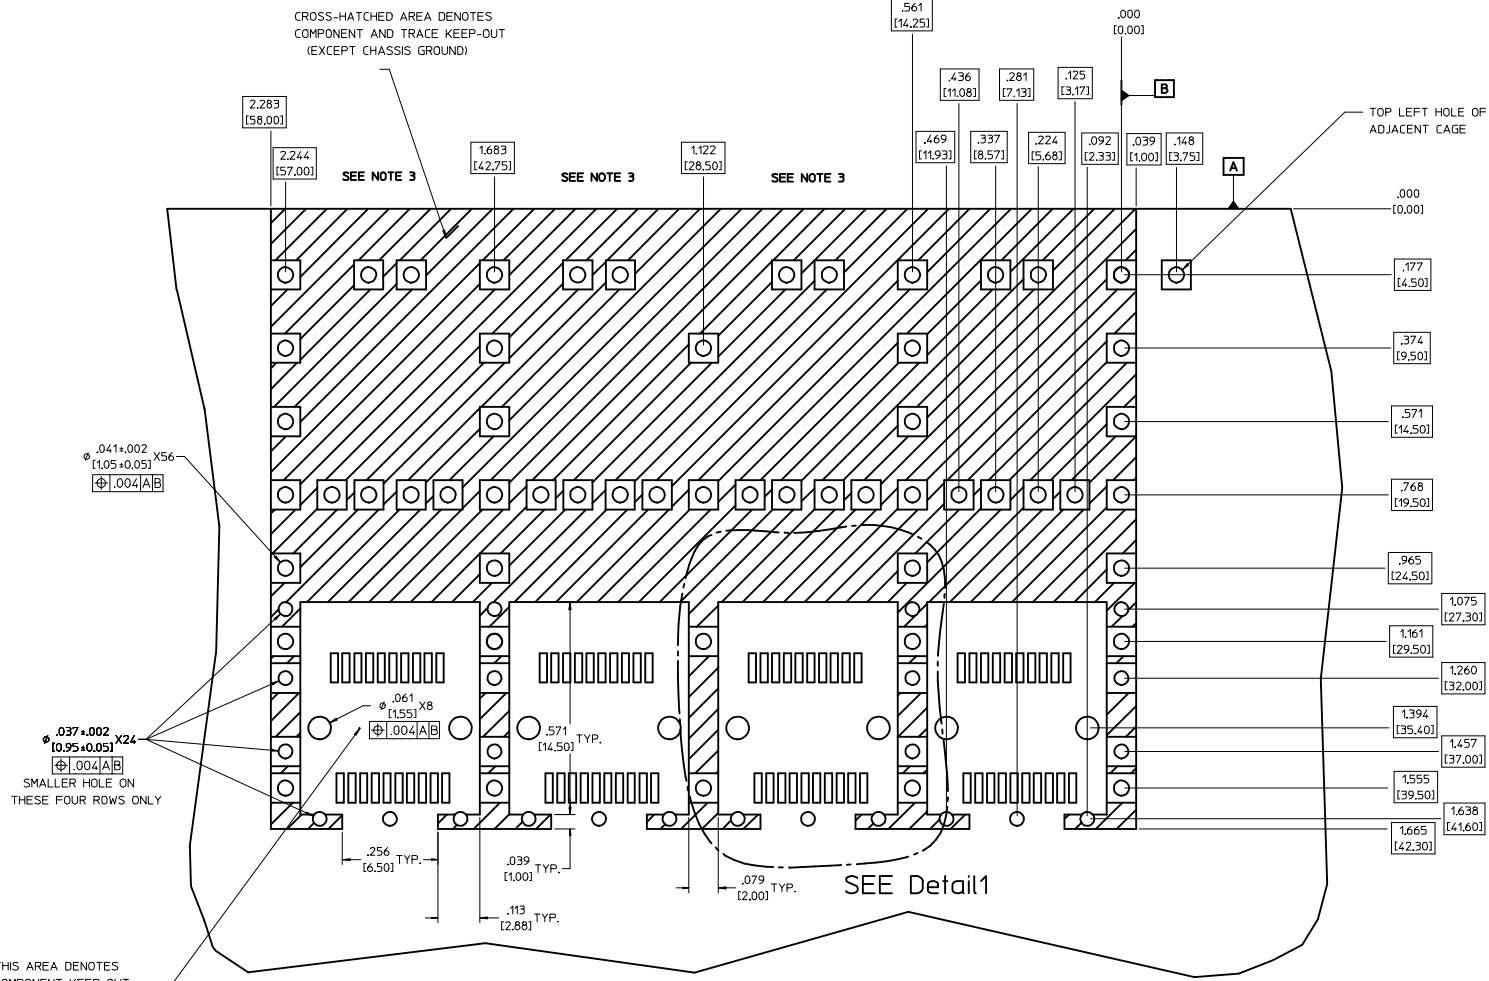 CROSS-HATCHED AREA DENOTES
COMPONENT AND TRACE KEEP-OUT
(EXCEPT CHASSIS GROUND)
.561
[14.25]
.000
[0.00]
.436
[11.08]
.281
[7.13]
.125
[3.17]
B
2.283
[58.00]
TOP LEFT HOLE OF
ADJACENT CAGE
2.244
[57.00]
1.683
[42.75]
1.122
[28.50]
.469
[11.93]
.337
[8.57]
.224
[5.68]
.092
[2.33]
.039
[1.00]
.148
[3.75]
SEE NOTE 3
SEE NOTE 3
SEE NOTE 3
A
.000
[0.00]
.177
[4.50]
.374
[9.50]
.571
[14.50]
⌀ .041±.002 X56
[1.05±0.05]
⌖ .004 A B
.768
[19.50]
.965
[24.50]
1.075
[27.30]
1.161
[29.50]
1.260
[32.00]
⌀ .061 X8
[1.55]
⌖ .004 A B
.571 TYP.
[14.50]
1.394
[35.40]
⌀ .037±.002 X24
[0.95±0.05]
⌖ .004 A B
SMALLER HOLE ON
THESE FOUR ROWS ONLY
1.457
[37.00]
1.555
[39.50]
1.638
[41.60]
1.665
[42.30]
.256 TYP.
[6.50]
.039 TYP.
[1.00]
.079 TYP.
[2.00]
SEE Detail1
.113 TYP.
[2.88]
THIS AREA DENOTES
COMPONENT KEEP-OUT